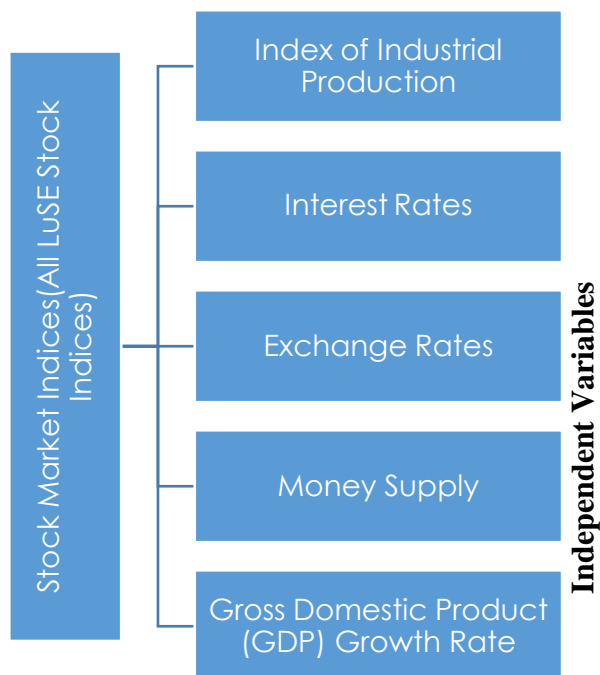 Stock Market Indices(All LuSE Stock
Indices)
Index of Industrial
Production
Interest Rates
Exchange Rates
Money Supply
Gross Domestic Product
(GDP) Growth Rate
Independent Variables